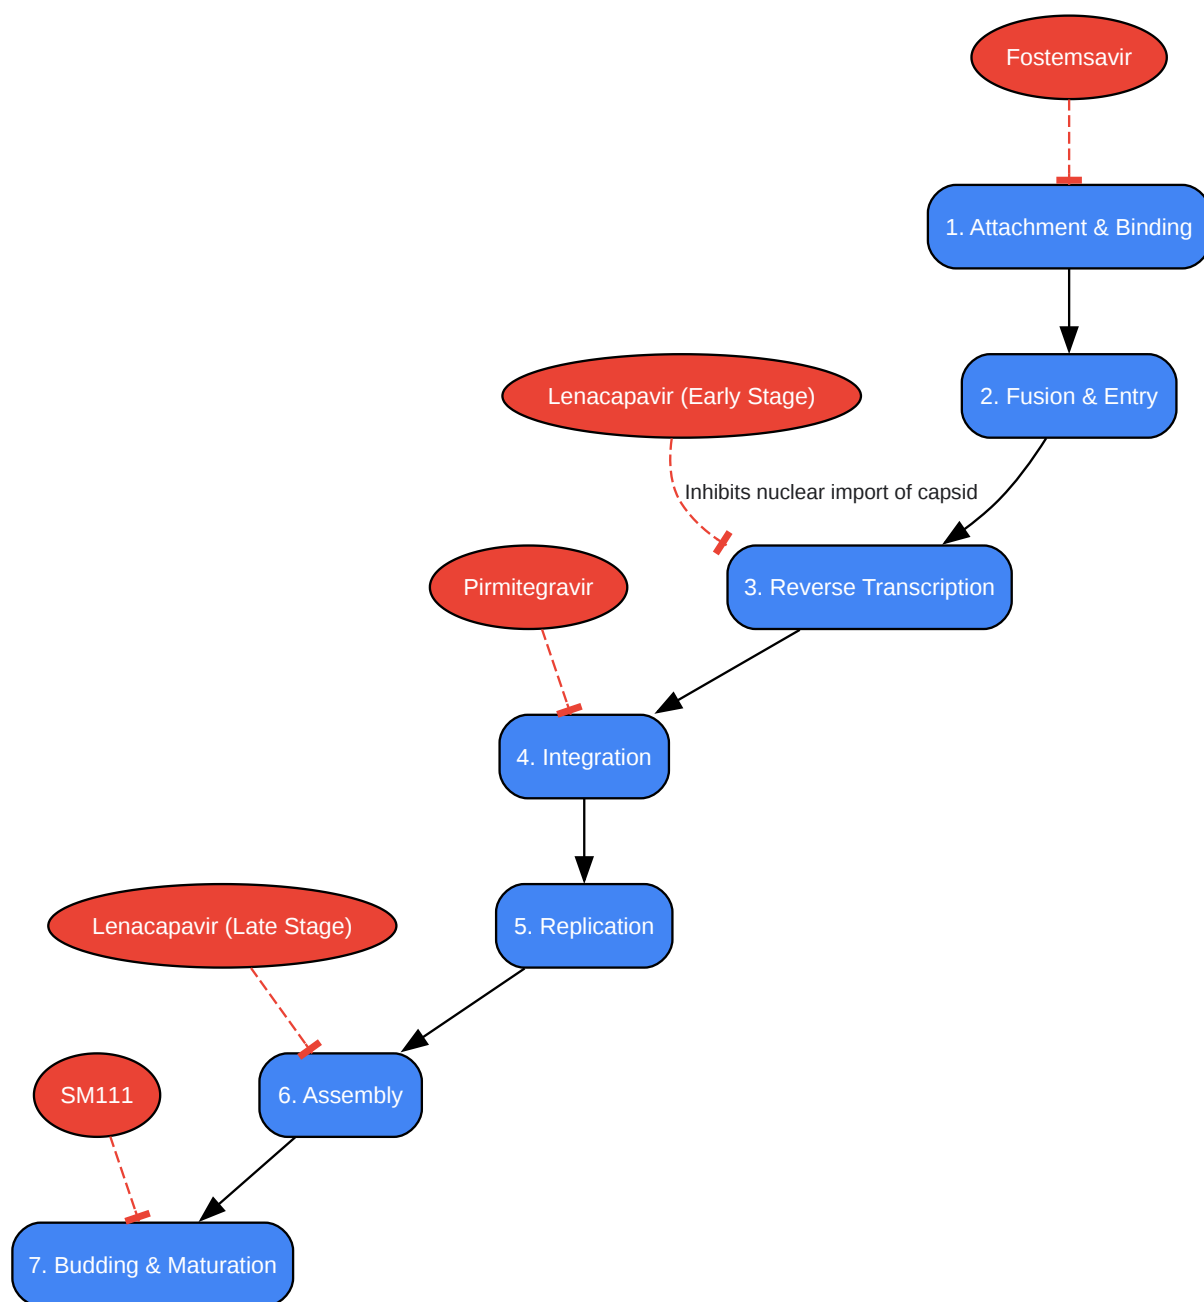 Fostemsavir
1. Attachment & Binding
Lenacapavir (Early Stage)
2. Fusion & Entry
Inhibits nuclear import of capsid
Pirmitegravir
3. Reverse Transcription
4. Integration
Lenacapavir (Late Stage)
5. Replication
SM111
6. Assembly
7. Budding & Maturation